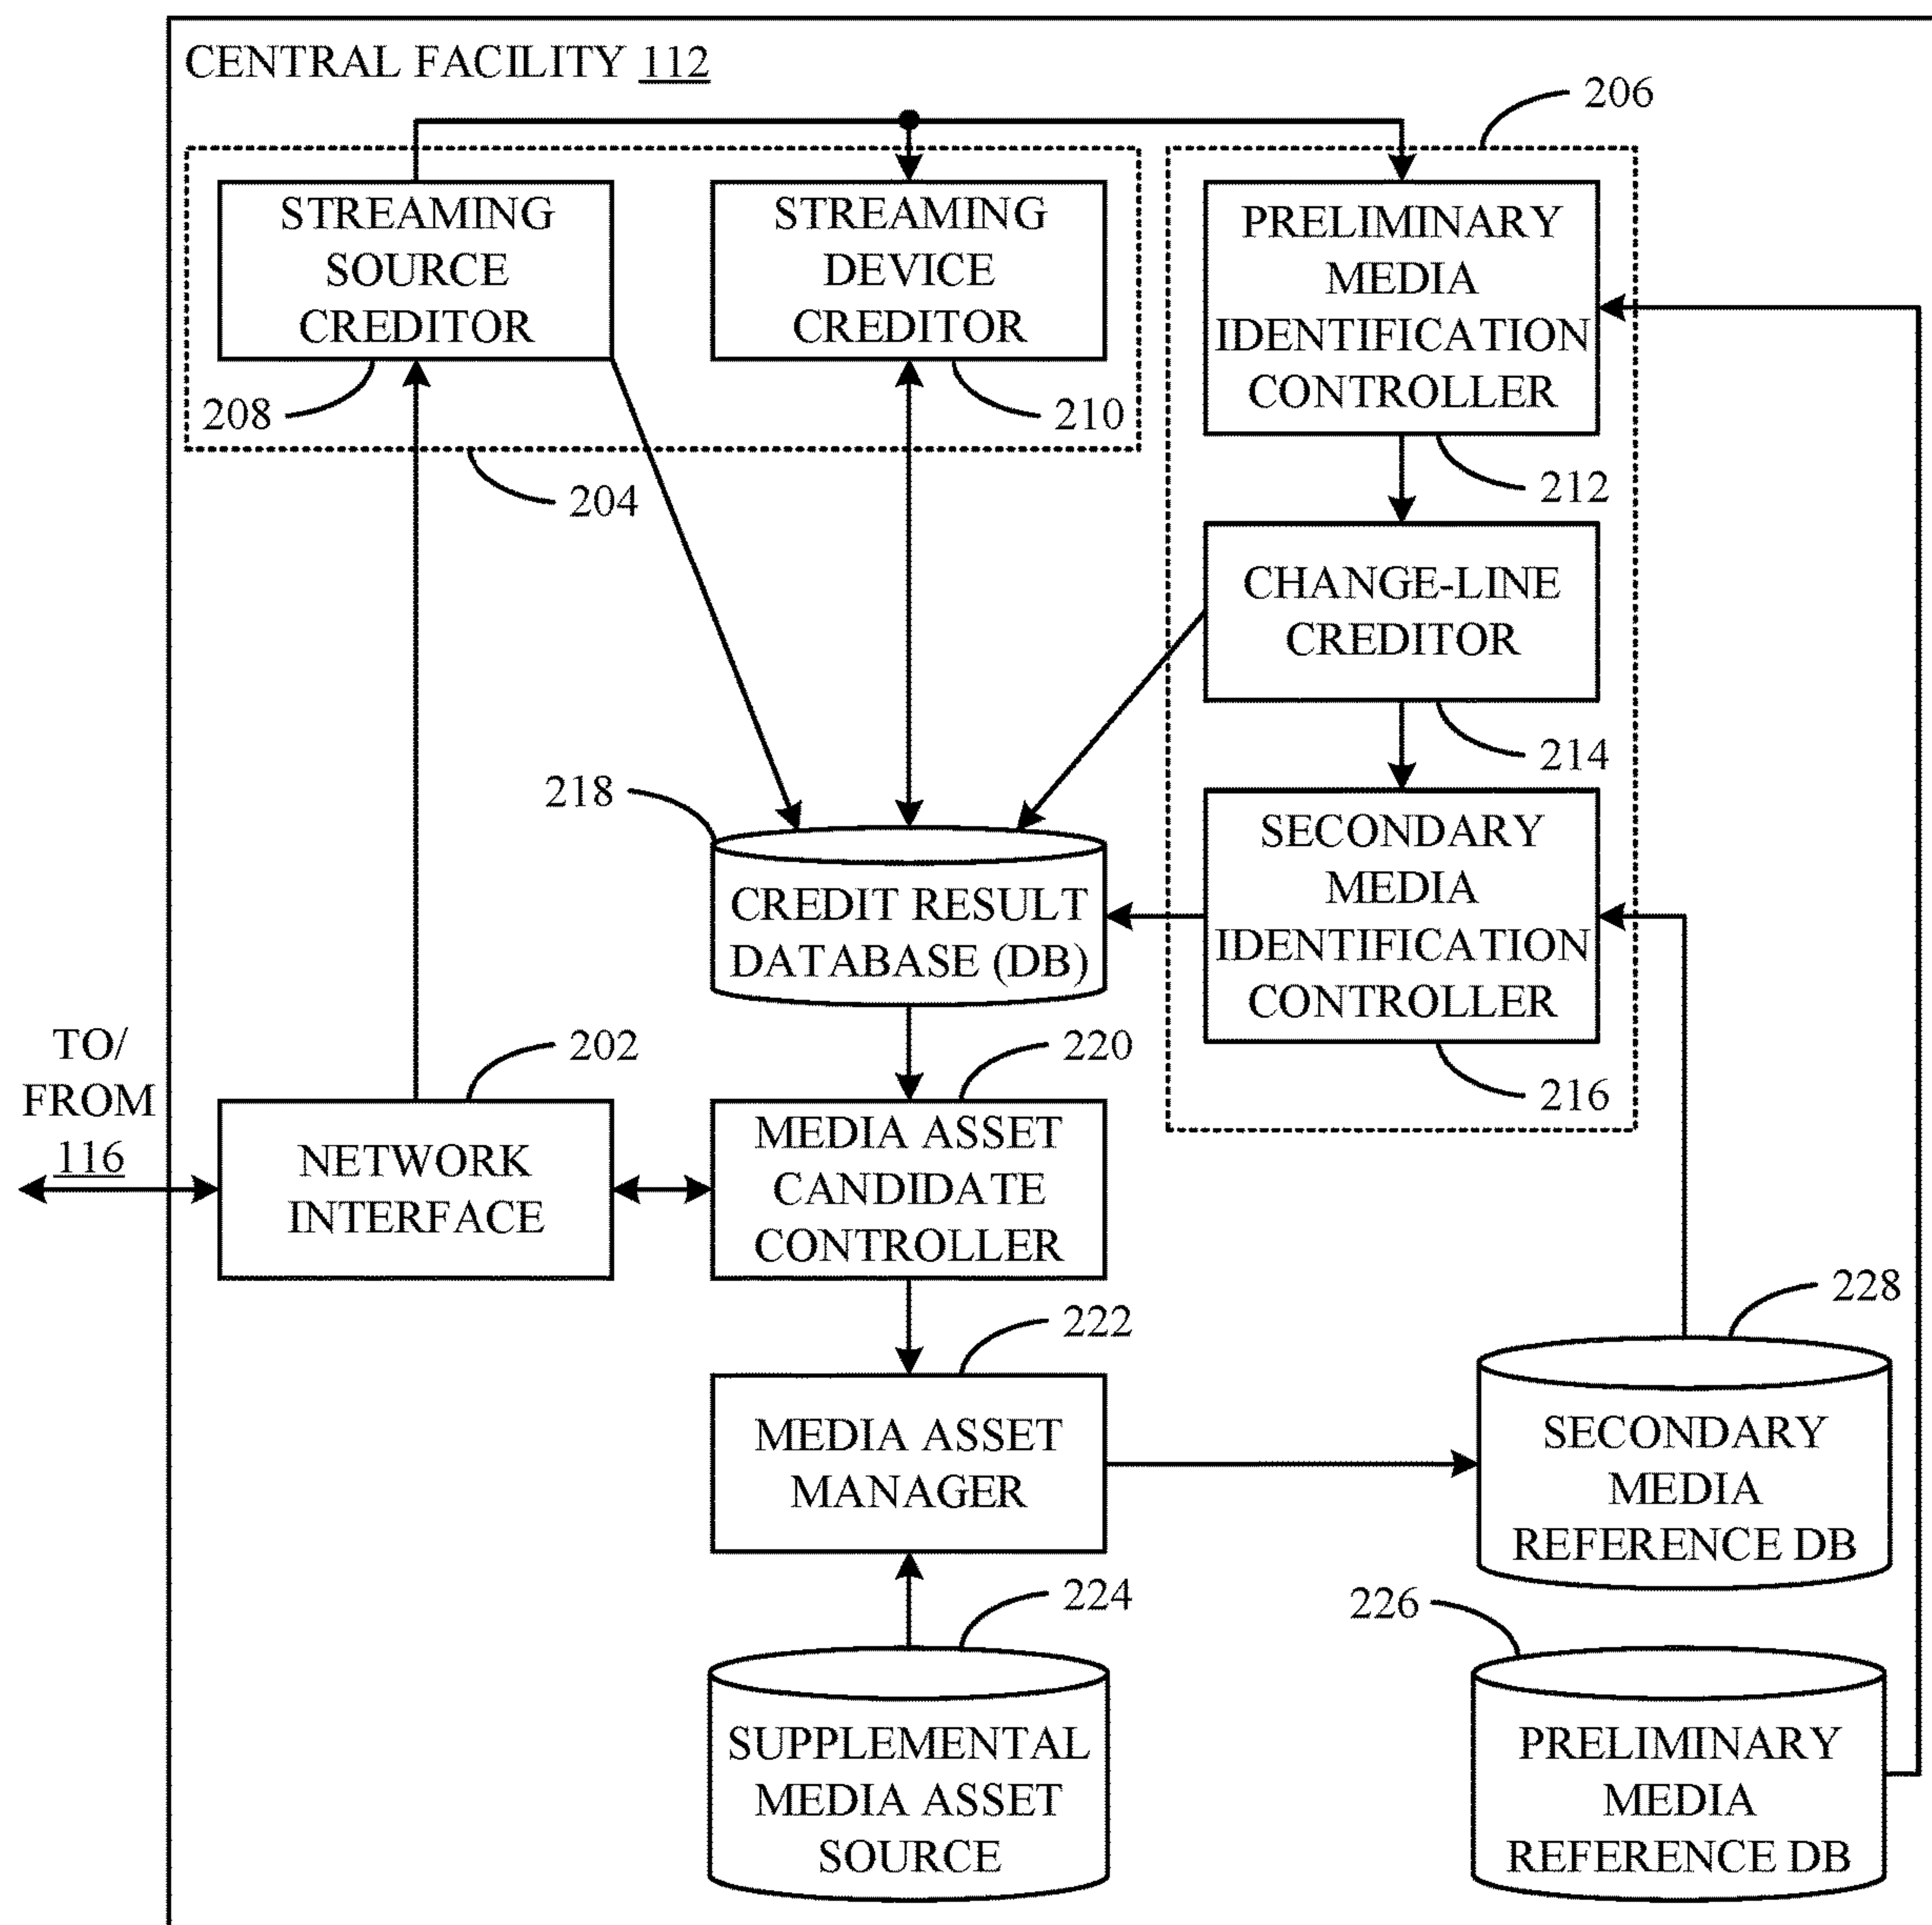 CENTRAL FACILITY 112
206
STREAMING
SOURCE
CREDITOR
STREAMING
DEVICE
CREDITOR
PRELIMINARY
MEDIA
IDENTIFICATION
CONTROLLER
208
210
204
212
CHANGE-LINE
CREDITOR
214
218
SECONDARY
MEDIA
IDENTIFICATION
CONTROLLER
CREDIT RESULT
DATABASE (DB)
216
TO/
FROM
116
202
220
NETWORK
INTERFACE
MEDIA ASSET
CANDIDATE
CONTROLLER
222
228
MEDIA ASSET
MANAGER
SECONDARY
MEDIA
REFERENCE DB
224
226
SUPPLEMENTAL
MEDIA ASSET
SOURCE
PRELIMINARY
MEDIA
REFERENCE DB